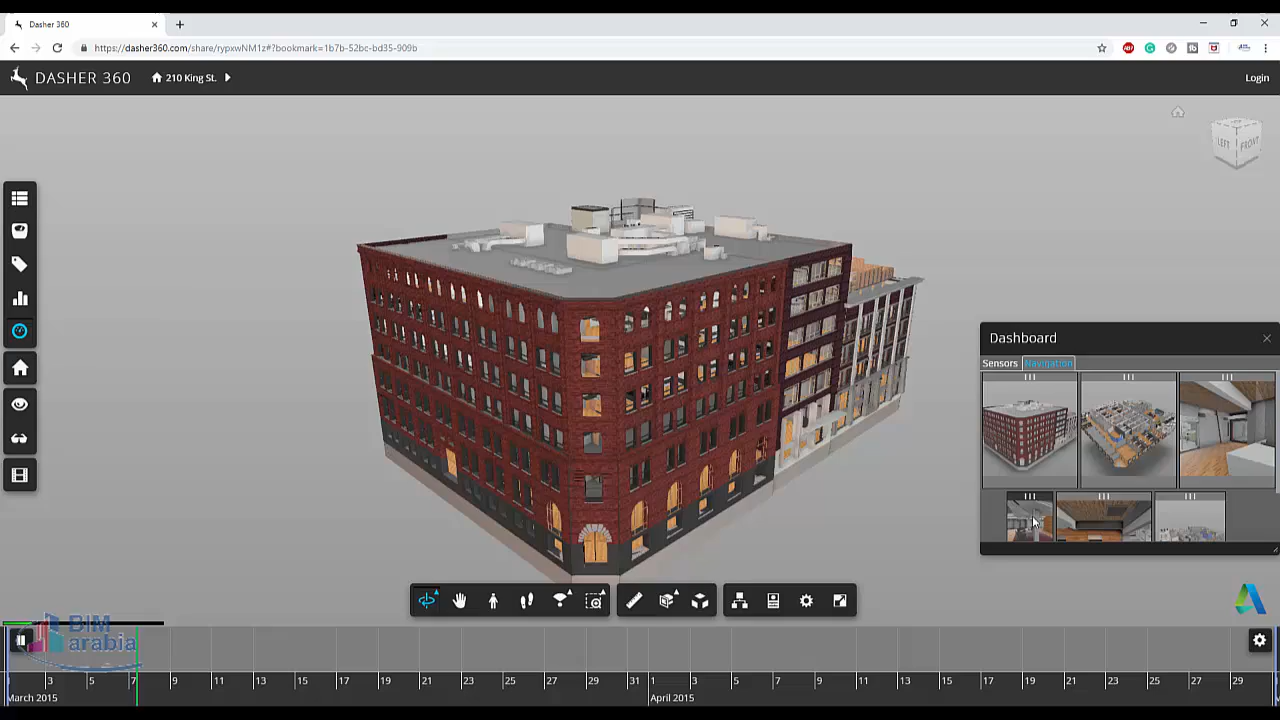 Dasher 360
https://dasher360.com/share/rypxwNM1z#?bookmark=1b7b-52bc-bd35-909b
DASHER 360
210 King St.
Login
LEFT
FRONT
Dashboard
Sensors
Navigation
BIM
arabia
3
5
7
9
11
13
15
17
19
21
23
25
27
29
31
1
3
5
7
9
11
13
15
17
19
21
23
25
27
29
March 2015
April 2015